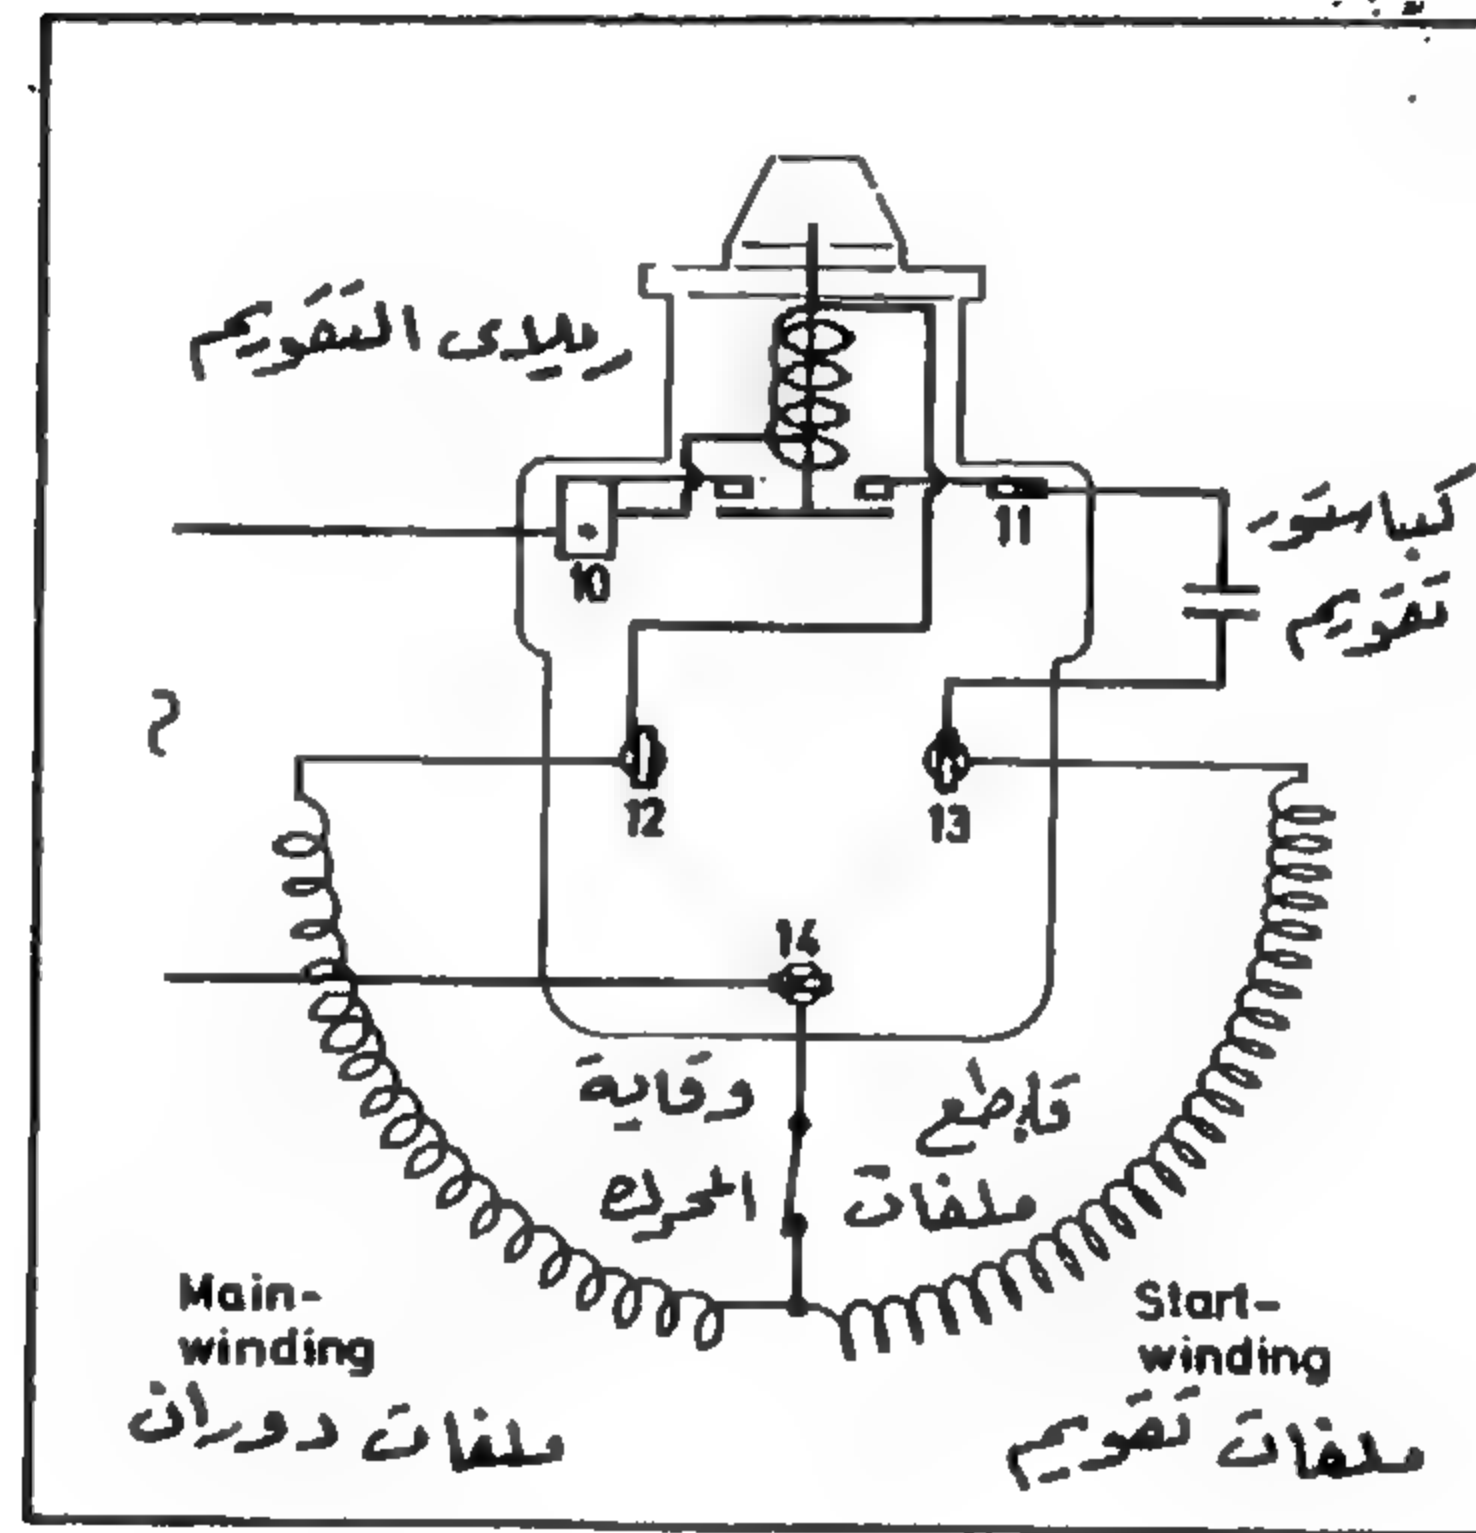 ريلاى التقويم
10
11
كباستور
تقويم
~
12
13
14
وقاية
قاطع
المحرك
ملفات
Main-
winding
ملفات دوران
Start-
winding
ملفات تقويم